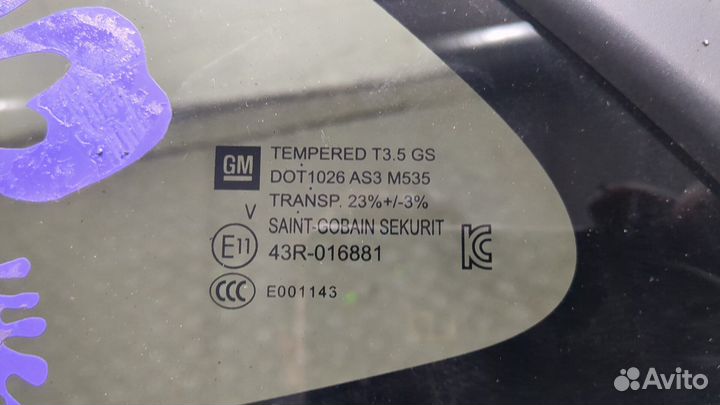 GM
TEMPERED T3.5 GS
DOT1026 AS3 M535
TRANSP. 23%+/-3%
V
SAINT-GOBAIN SEKURIT
E11
43R-016881
KC
CCC
E001143
Avito